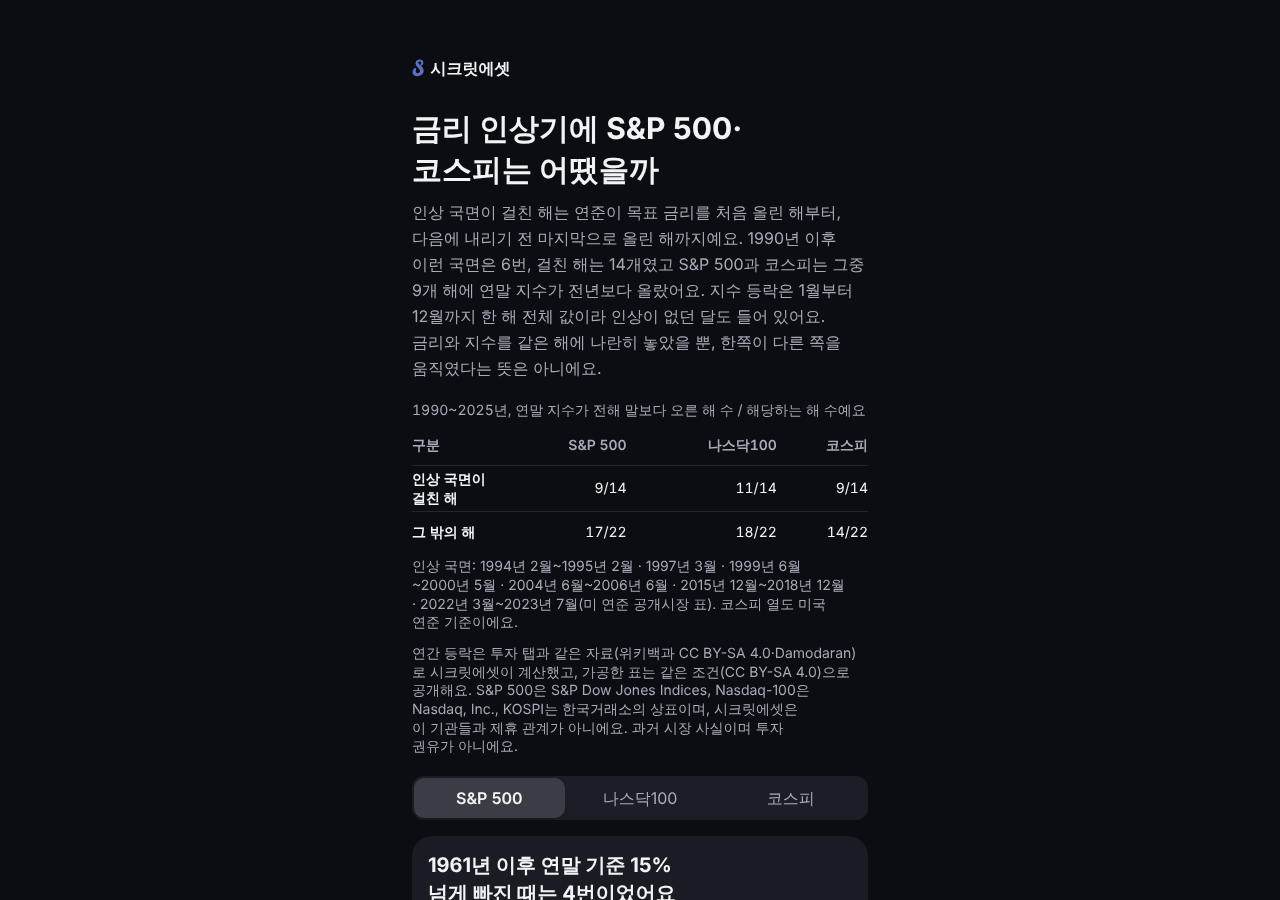 시크릿에셋
금리 인상기에 S&P 500·
코스피는 어땠을까
인상 국면이 걸친 해는 연준이 목표 금리를 처음 올린 해부터,
다음에 내리기 전 마지막으로 올린 해까지예요. 1990년 이후
이런 국면은 6번, 걸친 해는 14개였고 S&P 500과 코스피는 그중
9개 해에 연말 지수가 전년보다 올랐어요. 지수 등락은 1월부터
12월까지 한 해 전체 값이라 인상이 없던 달도 들어 있어요.
금리와 지수를 같은 해에 나란히 놓았을 뿐, 한쪽이 다른 쪽을
움직였다는 뜻은 아니에요.
1990~2025년, 연말 지수가 전해 말보다 오른 해 수 / 해당하는 해 수예요
구분 S&P 500 나스닥100 코스피
인상 국면이
걸친 해 9/14 11/14 9/14
그 밖의 해 17/22 18/22 14/22
인상 국면: 1994년 2월~1995년 2월 · 1997년 3월 · 1999년 6월
~2000년 5월 · 2004년 6월~2006년 6월 · 2015년 12월~2018년 12월
· 2022년 3월~2023년 7월(미 연준 공개시장 표). 코스피 열도 미국
연준 기준이에요.
연간 등락은 투자 탭과 같은 자료(위키백과 CC BY-SA 4.0·Damodaran)
로 시크릿에셋이 계산했고, 가공한 표는 같은 조건(CC BY-SA 4.0)으로
공개해요. S&P 500은 S&P Dow Jones Indices, Nasdaq-100은
Nasdaq, Inc., KOSPI는 한국거래소의 상표이며, 시크릿에셋은
이 기관들과 제휴 관계가 아니에요. 과거 시장 사실이며 투자
권유가 아니에요.
S&P 500 나스닥100 코스피
1961년 이후 연말 기준 15%
넘게 빠진 때는 4번이었어요